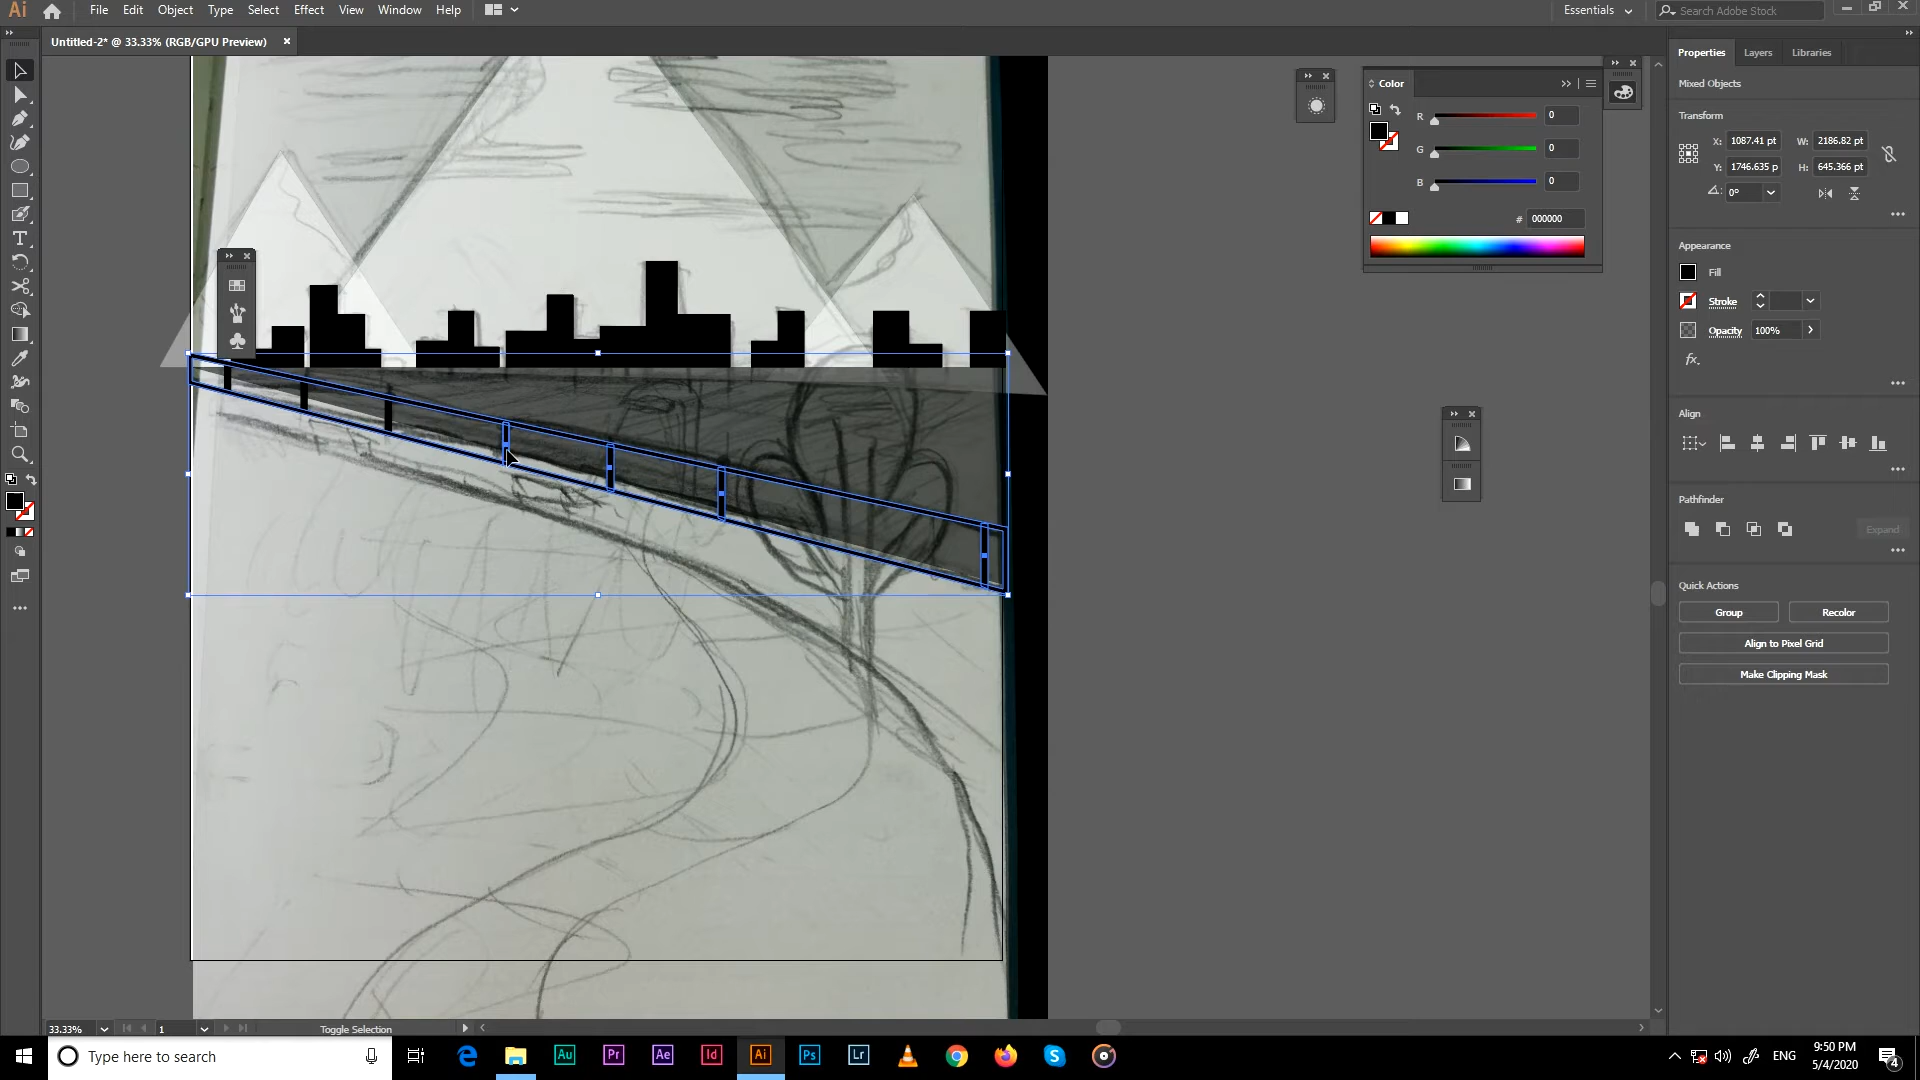 Ai File Edit Object Type Select Effect View Window Help Essentials Search Adobe Stock
Untitled-2* @ 33.33% (RGB/GPU Preview)
Properties Layers Libraries
Mixed Objects
Transform
X: 1087.41 pt W: 2186.82 pt
Y: 1746.635 p H: 645.366 pt
0°
Appearance
Fill
Stroke
Opacity 100%
fx.
Align
Pathfinder
Expand
Quick Actions
Group Recolor
Align to Pixel Grid
Make Clipping Mask
Color
R 0
G 0
B 0
# 000000
33.33% 1 Toggle Selection
Type here to search
Au Pr Ae Id Ai Ps Lr
ENG
9:50 PM
5/4/2020
4